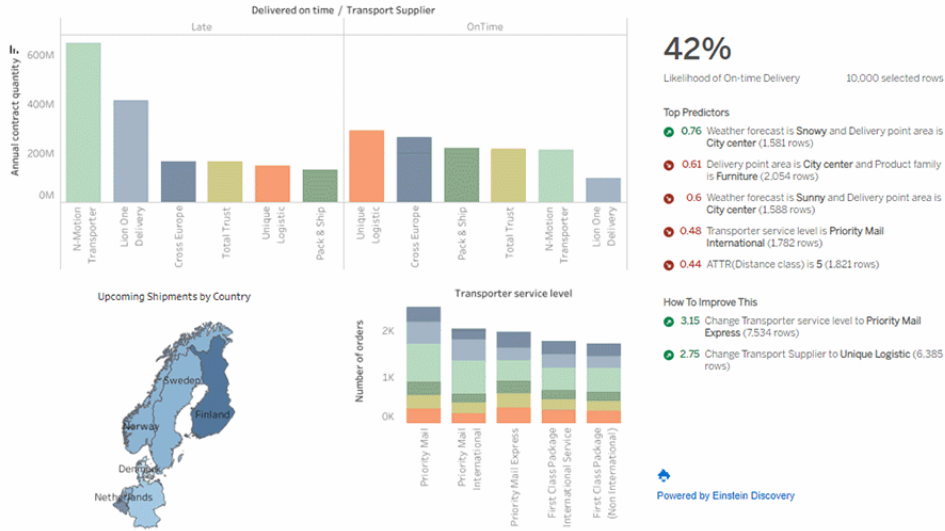 Delivered on time / Transport Supplier
Late
OnTime
Annual contract quantity
600M
400M
200M
0M
N-Motion
Transporter
Lion One
Delivery
Cross Europe
Total Trust
Unique
Logistic
Pack & Ship
Unique
Logistic
Cross Europe
Pack & Ship
Total Trust
N-Motion
Transporter
Lion One
Delivery
42%
Likelihood of On-time Delivery
10,000 selected rows
Top Predictors
0.76 Weather forecast is Snowy and Delivery point area is
City center (1,581 rows)
0.61 Delivery point area is City center and Product family
is Furniture (2,054 rows)
0.6 Weather forecast is Sunny and Delivery point area is
City center (1,588 rows)
0.48 Transporter service level is Priority Mail
International (1,782 rows)
0.44 ATTR(Distance class) is 5 (1,821 rows)
How To Improve This
3.15 Change Transporter service level to Priority Mail
Express (7,534 rows)
2.75 Change Transport Supplier to Unique Logistic (6,385
rows)
Powered by Einstein Discovery
Upcoming Shipments by Country
Sweden
Finland
Norway
Denmark
Netherlands
Transporter service level
Number of orders
2K
1K
0K
Priority Mail
Priority Mail
International
Priority Mail Express
First Class Package
International Service
First Class Package
(Non International)